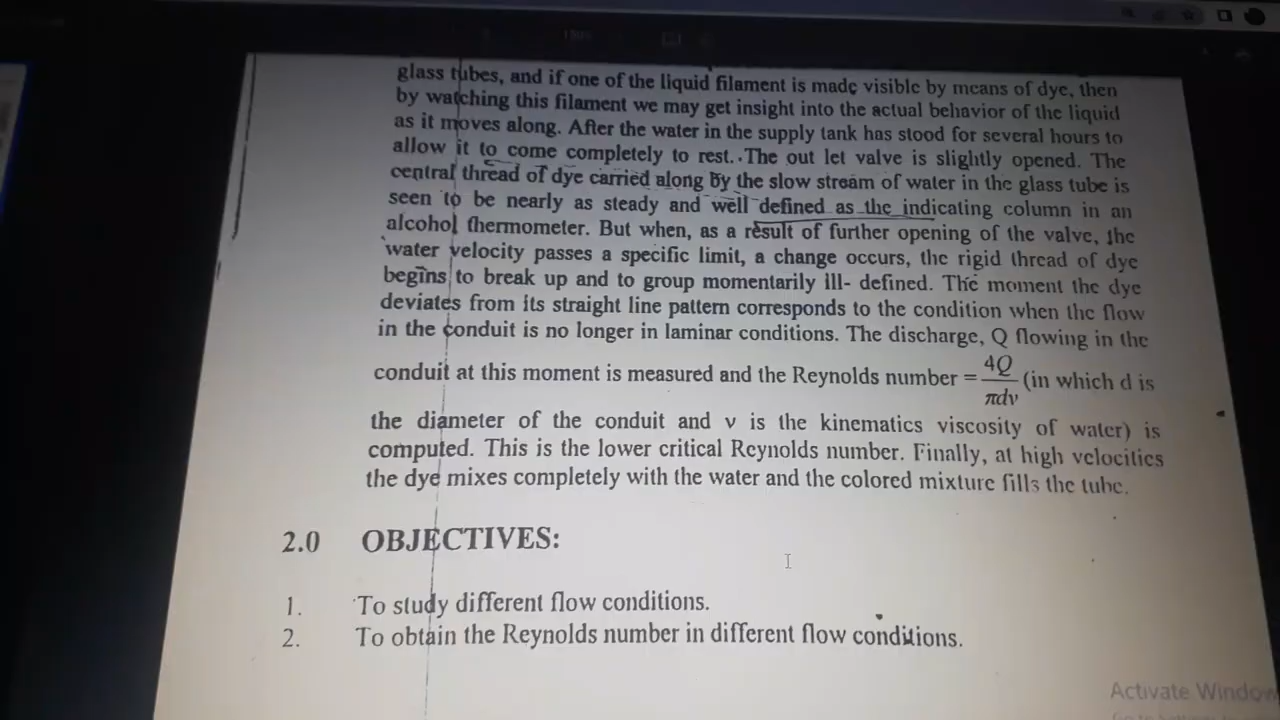 150%
glass tubes, and if one of the liquid filament is made visible by means of dye, then
by watching this filament we may get insight into the actual behavior of the liquid
as it moves along. After the water in the supply tank has stood for several hours to
allow it to come completely to rest. .The out let valve is slightly opened. The
central thread of dye carried along by the slow stream of water in the glass tube is
seen to be nearly as steady and well defined as the indicating column in an
alcohol thermometer. But when, as a result of further opening of the valve, the
water velocity passes a specific limit, a change occurs, the rigid thread of dye
begins to break up and to group momentarily ill- defined. The moment the dye
deviates from its straight line pattern corresponds to the condition when the flow
in the conduit is no longer in laminar conditions. The discharge, Q flowing in the
conduit at this moment is measured and the Reynolds number = 4Q/πdν (in which d is
the diameter of the conduit and ν is the kinematics viscosity of water) is
computed. This is the lower critical Reynolds number. Finally, at high velocities
the dye mixes completely with the water and the colored mixture fills the tube.
2.0 OBJECTIVES:
1. To study different flow conditions.
2. To obtain the Reynolds number in different flow conditions.
Activate Window